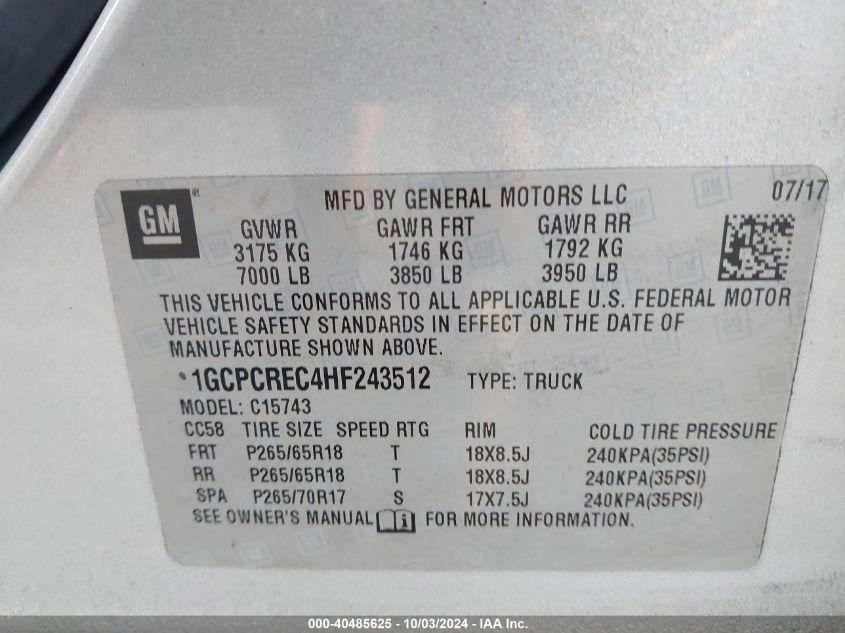 GM ® MFD BY GENERAL MOTORS LLC 07/17
GVWR GAWR FRT GAWR RR
3175 KG 1746 KG 1792 KG
7000 LB 3850 LB 3950 LB
THIS VEHICLE CONFORMS TO ALL APPLICABLE U.S. FEDERAL MOTOR
VEHICLE SAFETY STANDARDS IN EFFECT ON THE DATE OF
MANUFACTURE SHOWN ABOVE.
*1GCPCREC4HF243512 TYPE: TRUCK
MODEL: C15743
CC58 TIRE SIZE SPEED RTG RIM COLD TIRE PRESSURE
FRT P265/65R18 T 18X8.5J 240KPA(35PSI)
RR P265/65R18 T 18X8.5J 240KPA(35PSI)
SPA P265/70R17 S 17X7.5J 240KPA(35PSI)
SEE OWNER'S MANUAL i FOR MORE INFORMATION.
000-40485625 - 10/03/2024 - IAA Inc.